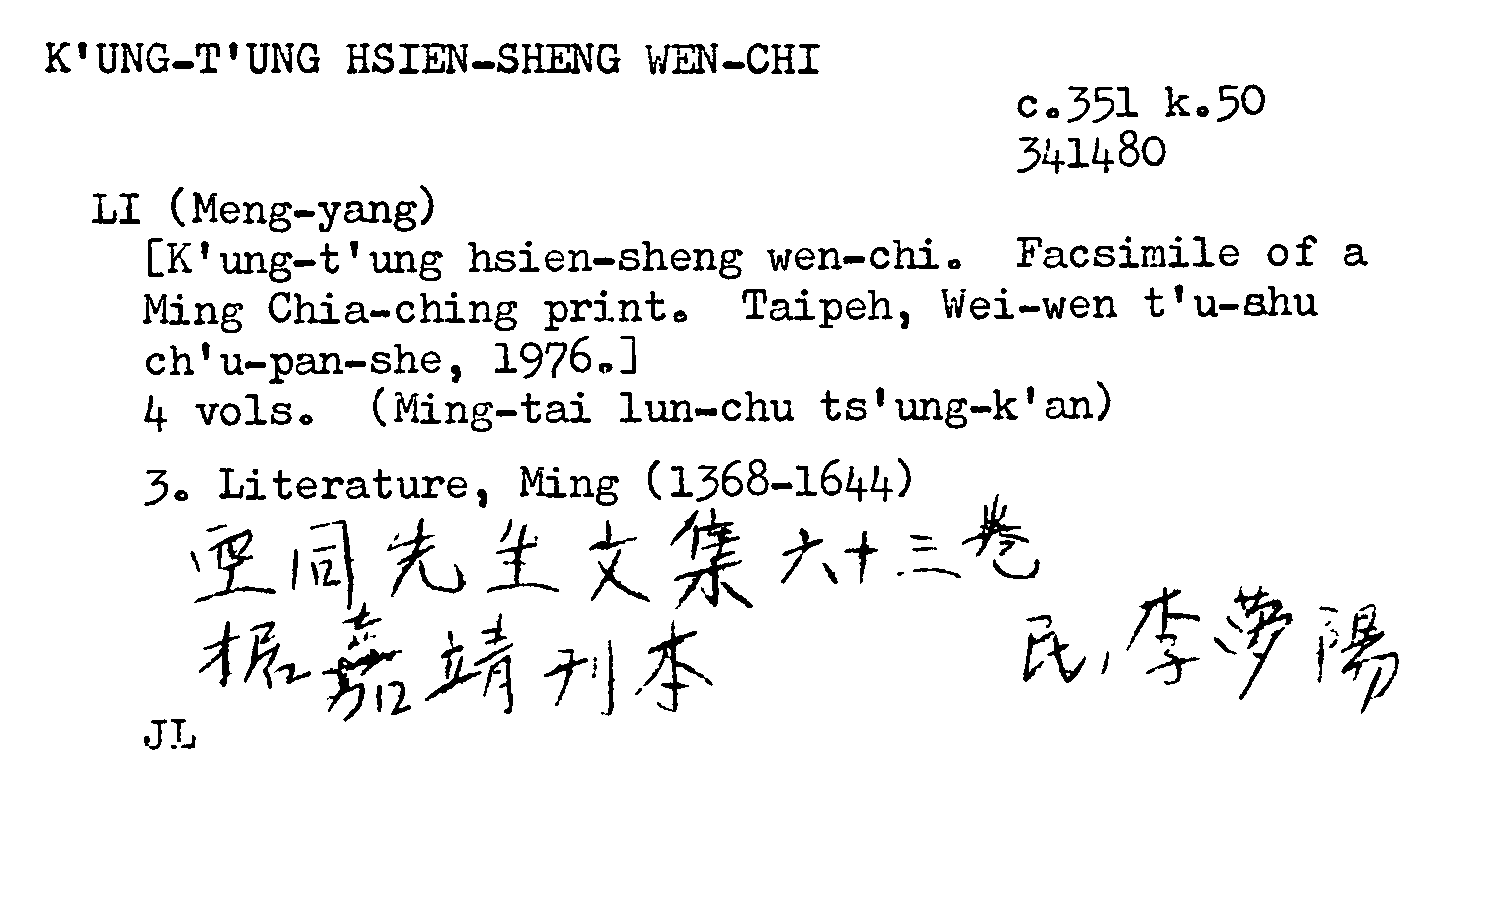 K'UNG-T'UNG HSIEN-SHENG WEN-CHI
c.351 k.50
341480
LI (Meng-yang)
[K'ung-t'ung hsien-sheng wen-chi. Facsimile of a
Ming Chia-ching print. Taipeh, Wei-wen t'u-shu
ch'u-pan-she, 1976.]
4 vols. (Ming-tai lun-chu ts'ung-k'an)
3. Literature, Ming (1368-1644)
空同先生文集六十三卷
据嘉靖刊本 民,李夢陽
JL